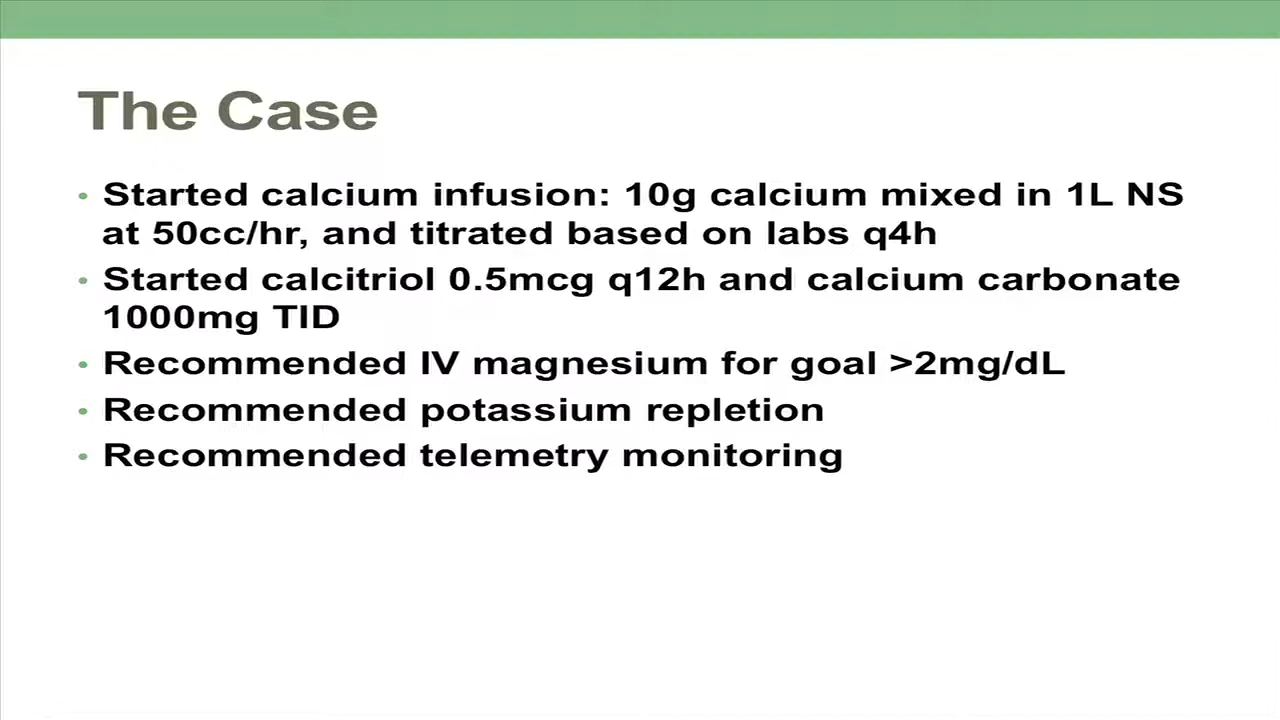 The Case
• Started calcium infusion: 10g calcium mixed in 1L NS
at 50cc/hr, and titrated based on labs q4h
• Started calcitriol 0.5mcg q12h and calcium carbonate
1000mg TID
• Recommended IV magnesium for goal >2mg/dL
• Recommended potassium repletion
• Recommended telemetry monitoring